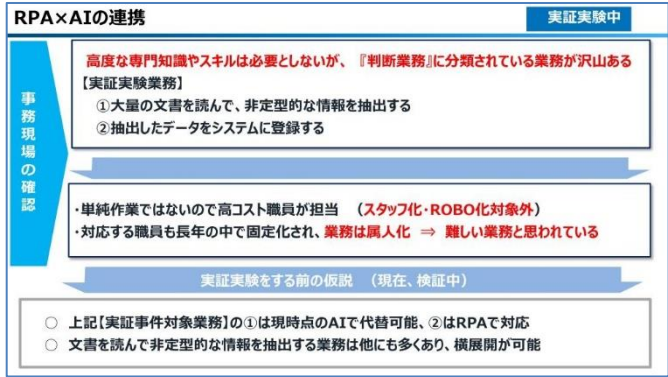 RPA×AIの連携
実証実験中
事務現場の確認
高度な専門知識やスキルは必要としないが、『判断業務』に分類されている業務が沢山ある
【実証実験業務】
①大量の文書を読んで、非定型的な情報を抽出する
②抽出したデータをシステムに登録する
・単純作業ではないので高コスト職員が担当　（スタッフ化・ROBO化対象外）
・対応する職員も長年の中で固定化され、業務は属人化　⇒　難しい業務と思われている
実証実験をする前の仮説　（現在、検証中）
○　上記【実証事件対象業務】の①は現時点のAIで代替可能、②はRPAで対応
○　文書を読んで非定型的な情報を抽出する業務は他にも多くあり、横展開が可能